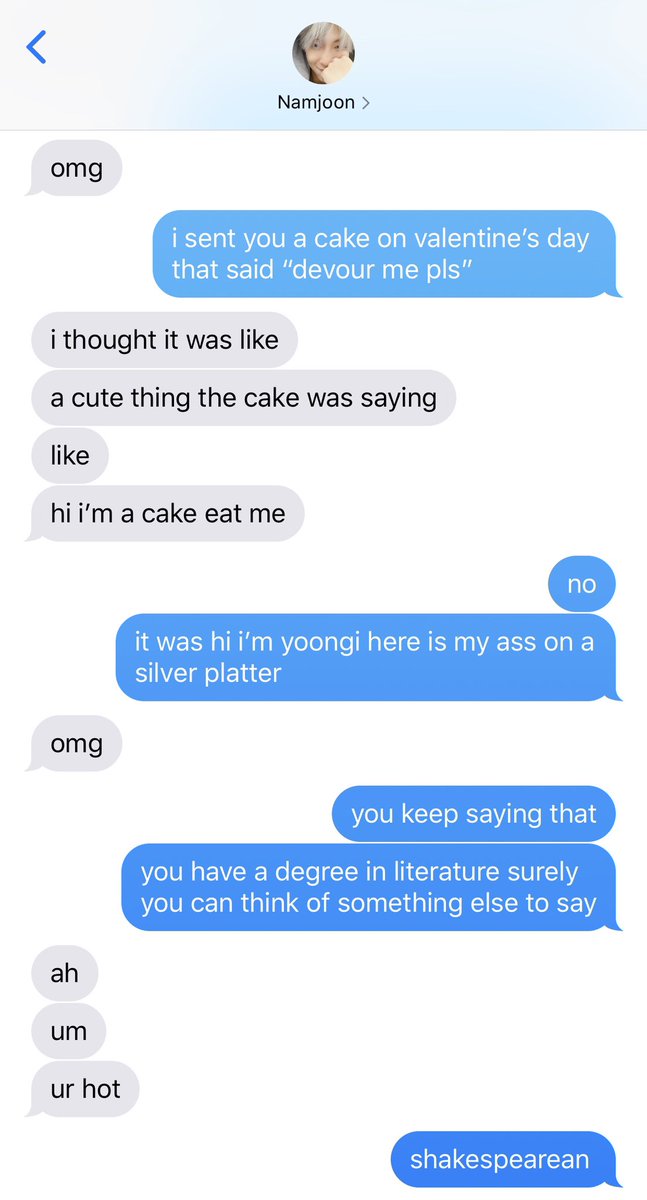 Namjoon
omg
i sent you a cake on valentine’s day
that said “devour me pls”
i thought it was like
a cute thing the cake was saying
like
hi i’m a cake eat me
no
it was hi i’m yoongi here is my ass on a
silver platter
omg
you keep saying that
you have a degree in literature surely
you can think of something else to say
ah
um
ur hot
shakespearean